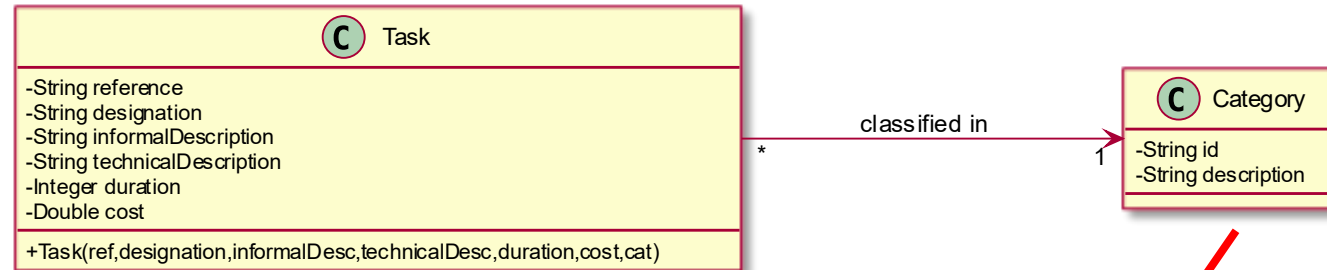 C Task
-String reference
-String designation
-String informalDescription
-String technicalDescription
-Integer duration
-Double cost
+Task(ref,designation,informalDesc,technicalDesc,duration,cost,cat)
classified in
*
1
C Category
-String id
-String description